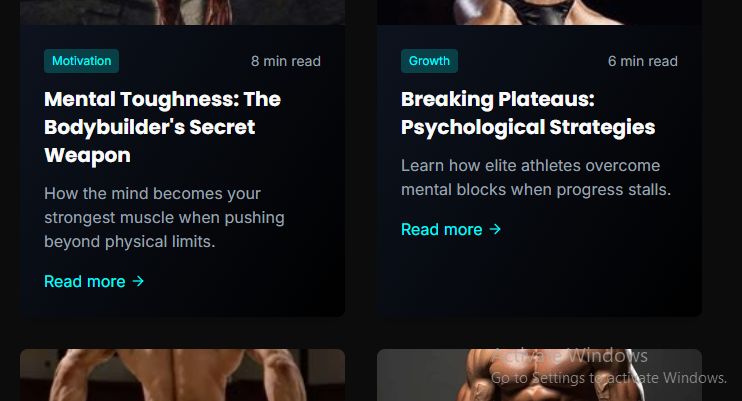 Motivation
8 min read
Mental Toughness: The
Bodybuilder's Secret
Weapon
How the mind becomes your
strongest muscle when pushing
beyond physical limits.
Read more →
Growth
6 min read
Breaking Plateaus:
Psychological Strategies
Learn how elite athletes overcome
mental blocks when progress stalls.
Read more →
Activate Windows
Go to Settings to activate Windows.